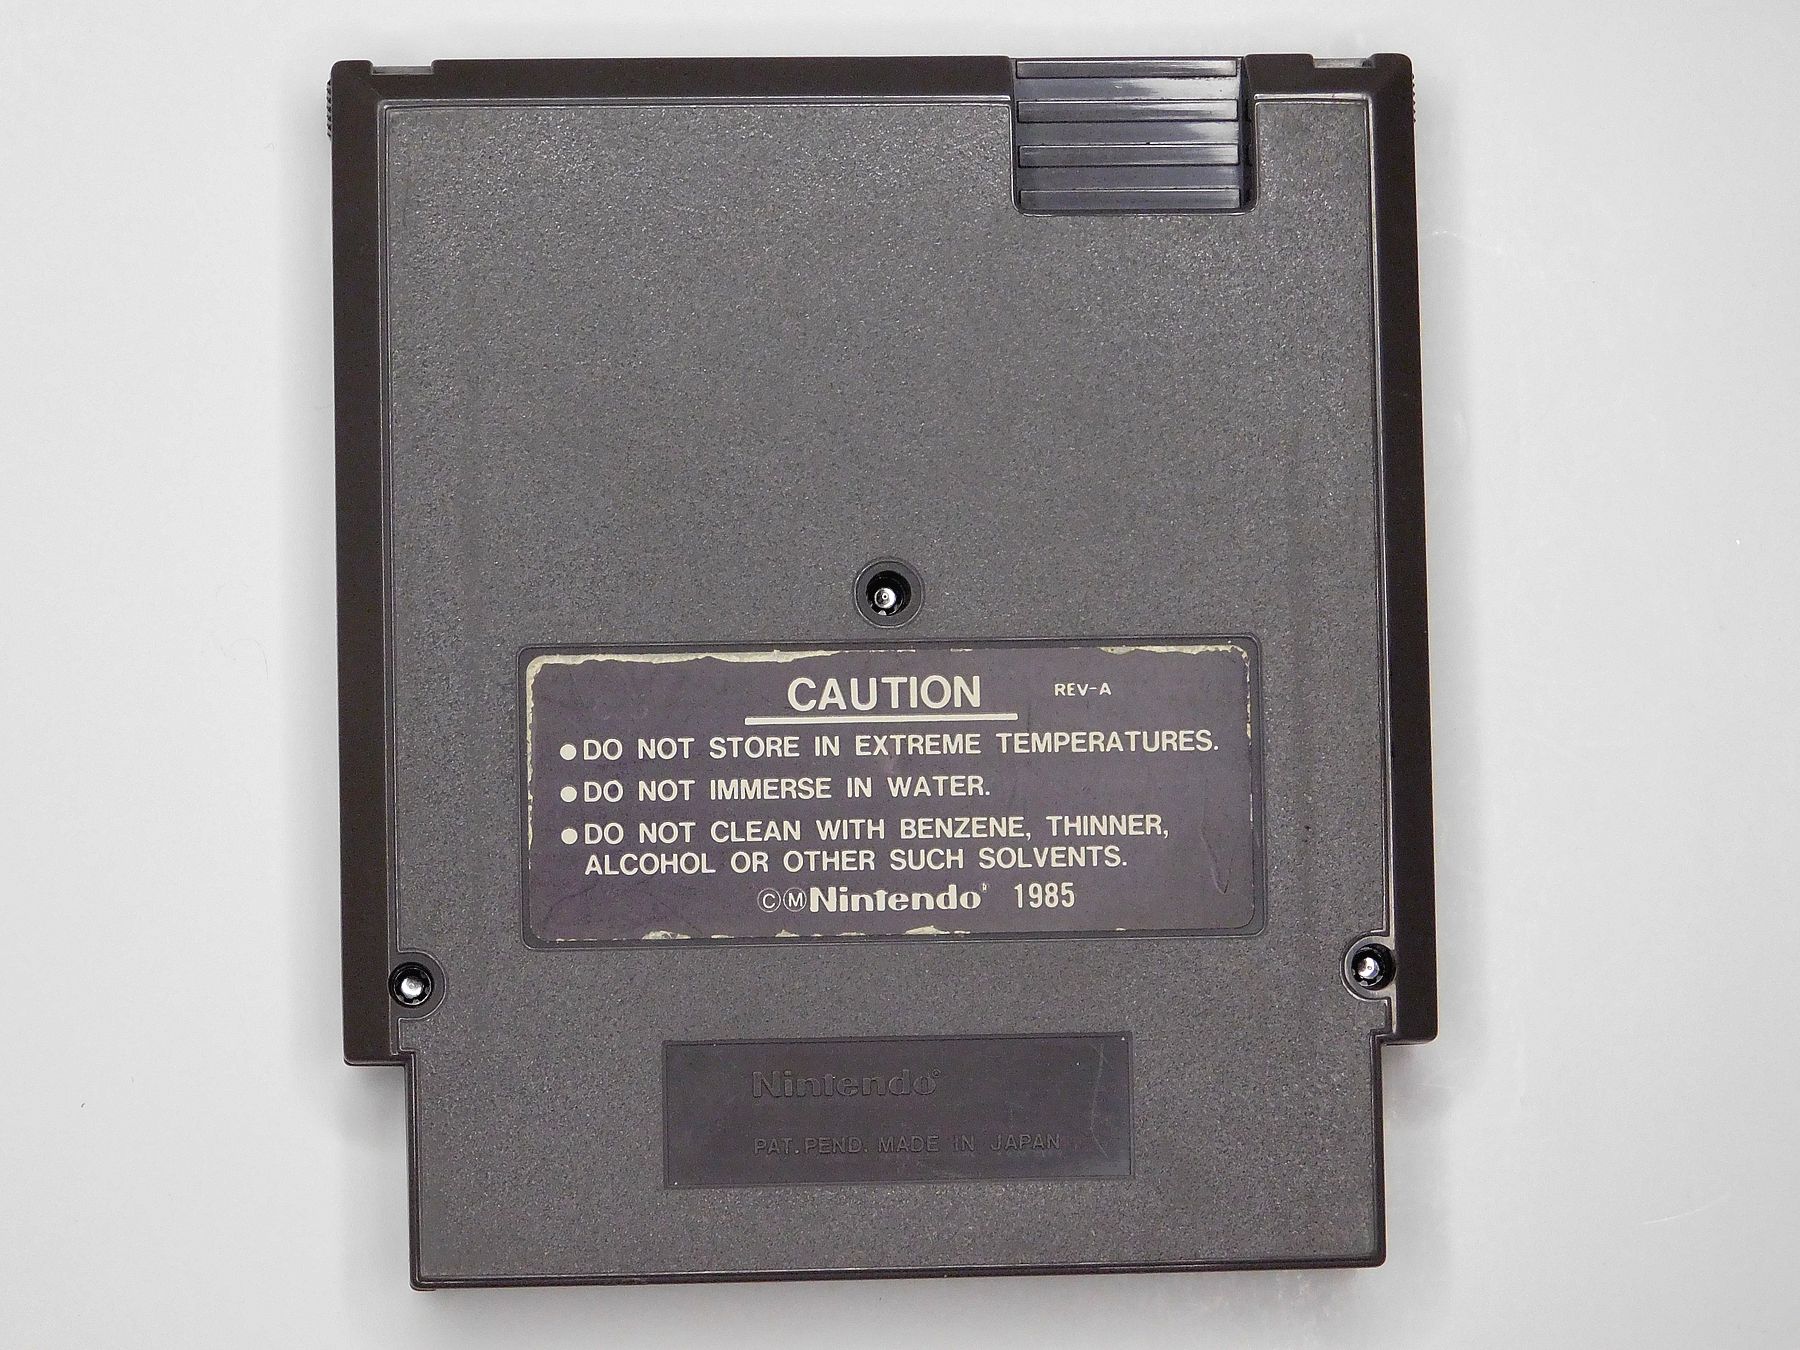 CAUTION REV-A
●DO NOT STORE IN EXTREME TEMPERATURES.
●DO NOT IMMERSE IN WATER.
●DO NOT CLEAN WITH BENZENE, THINNER,
ALCOHOL OR OTHER SUCH SOLVENTS.
ⒸⓂNintendo® 1985
Nintendo®
PAT. PEND. MADE IN JAPAN